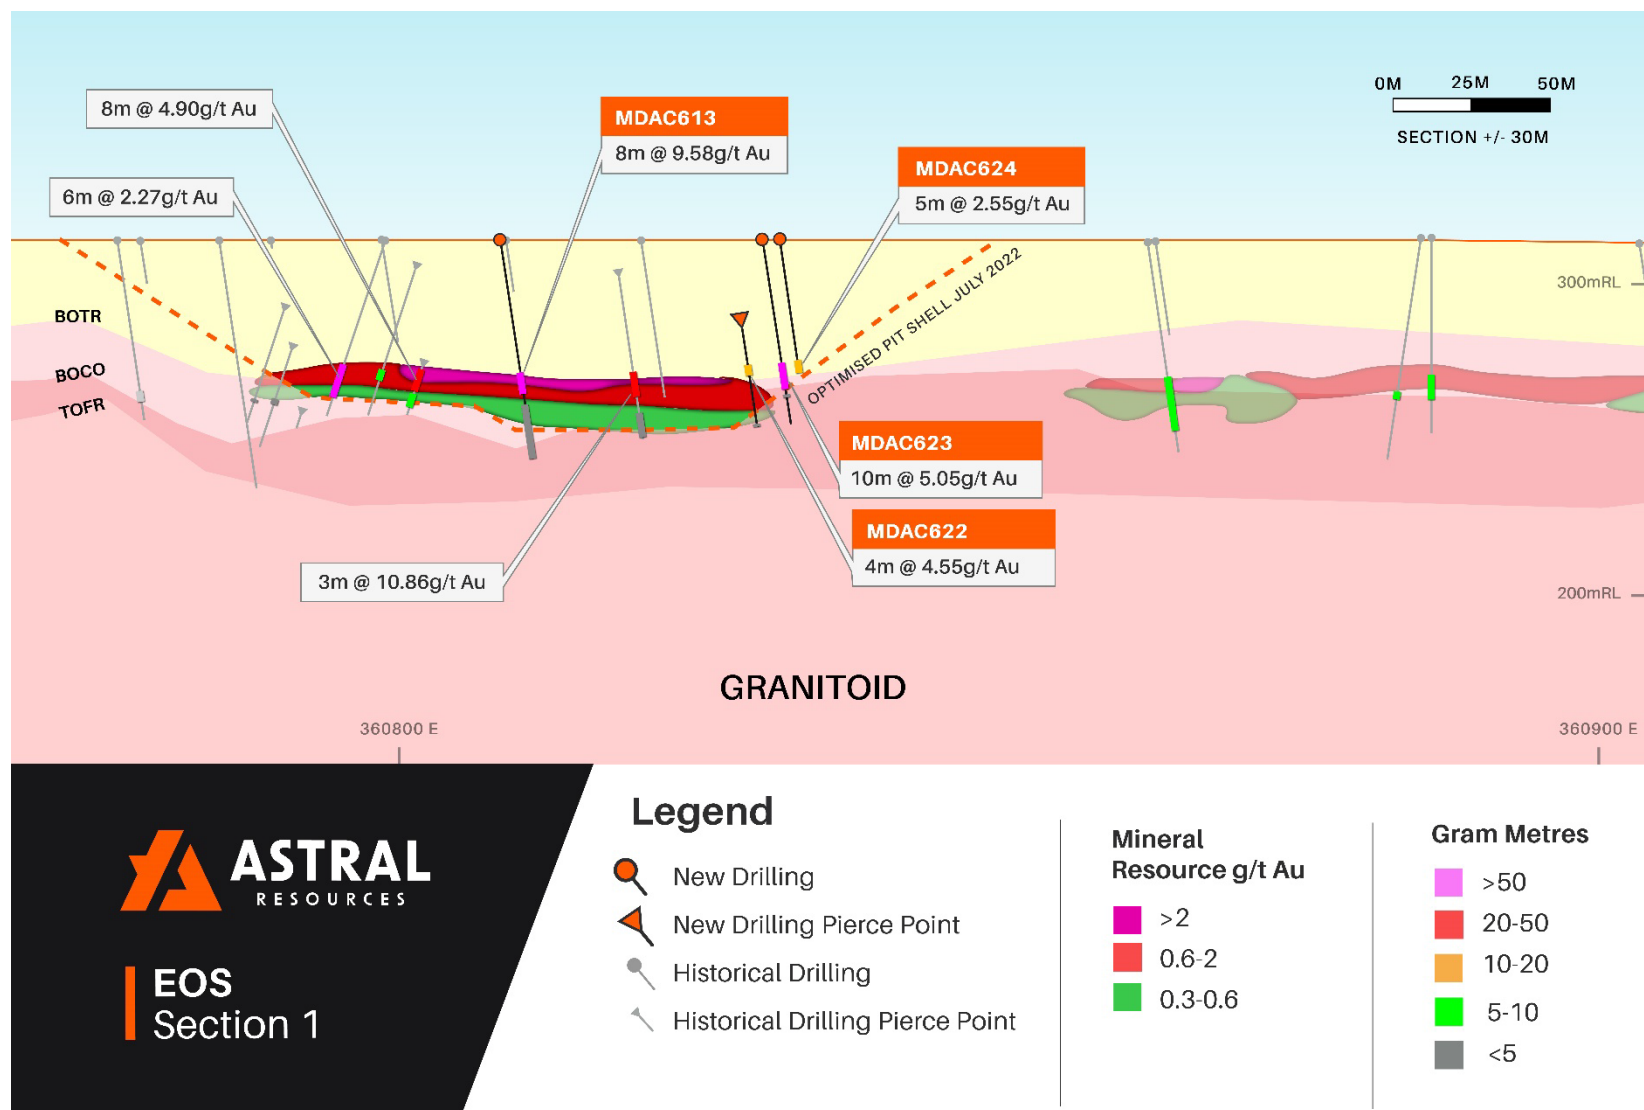 0M 25M 50M
SECTION +/- 30M
8m @ 4.90g/t Au
MDAC613
8m @ 9.58g/t Au
MDAC624
5m @ 2.55g/t Au
6m @ 2.27g/t Au
OPTIMISED PIT SHELL JULY 2022
300mRL
BOTR
BOCO
TOFR
MDAC623
10m @ 5.05g/t Au
MDAC622
4m @ 4.55g/t Au
3m @ 10.86g/t Au
200mRL
GRANITOID
360800 E
360900 E
ASTRAL
RESOURCES
EOS
Section 1
Legend
New Drilling
New Drilling Pierce Point
Historical Drilling
Historical Drilling Pierce Point
Mineral
Resource g/t Au
>2
0.6-2
0.3-0.6
Gram Metres
>50
20-50
10-20
5-10
<5